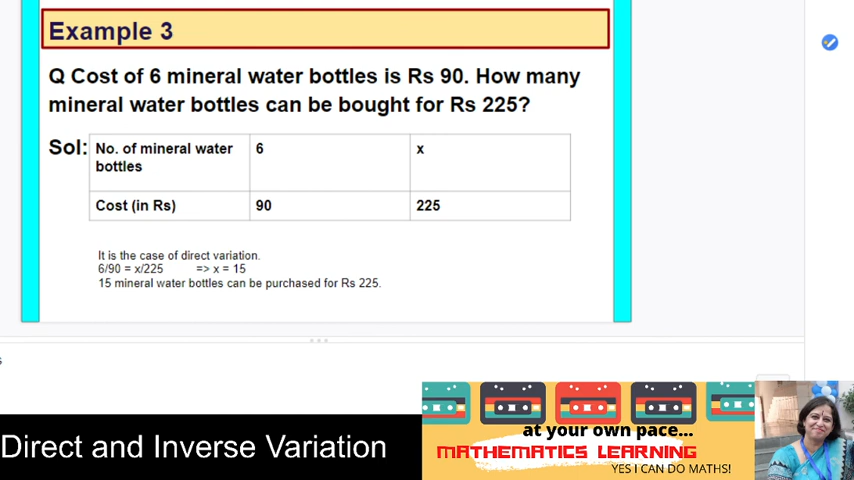 Example 3
Q Cost of 6 mineral water bottles is Rs 90. How many
mineral water bottles can be bought for Rs 225?
Sol:
No. of mineral water 6 x
bottles
Cost (in Rs) 90 225
It is the case of direct variation.
6/90 = x/225 => x = 15
15 mineral water bottles can be purchased for Rs 225.
s
Direct and Inverse Variation
at your own pace...
MATHEMATICS LEARNING
YES I CAN DO MATHS!